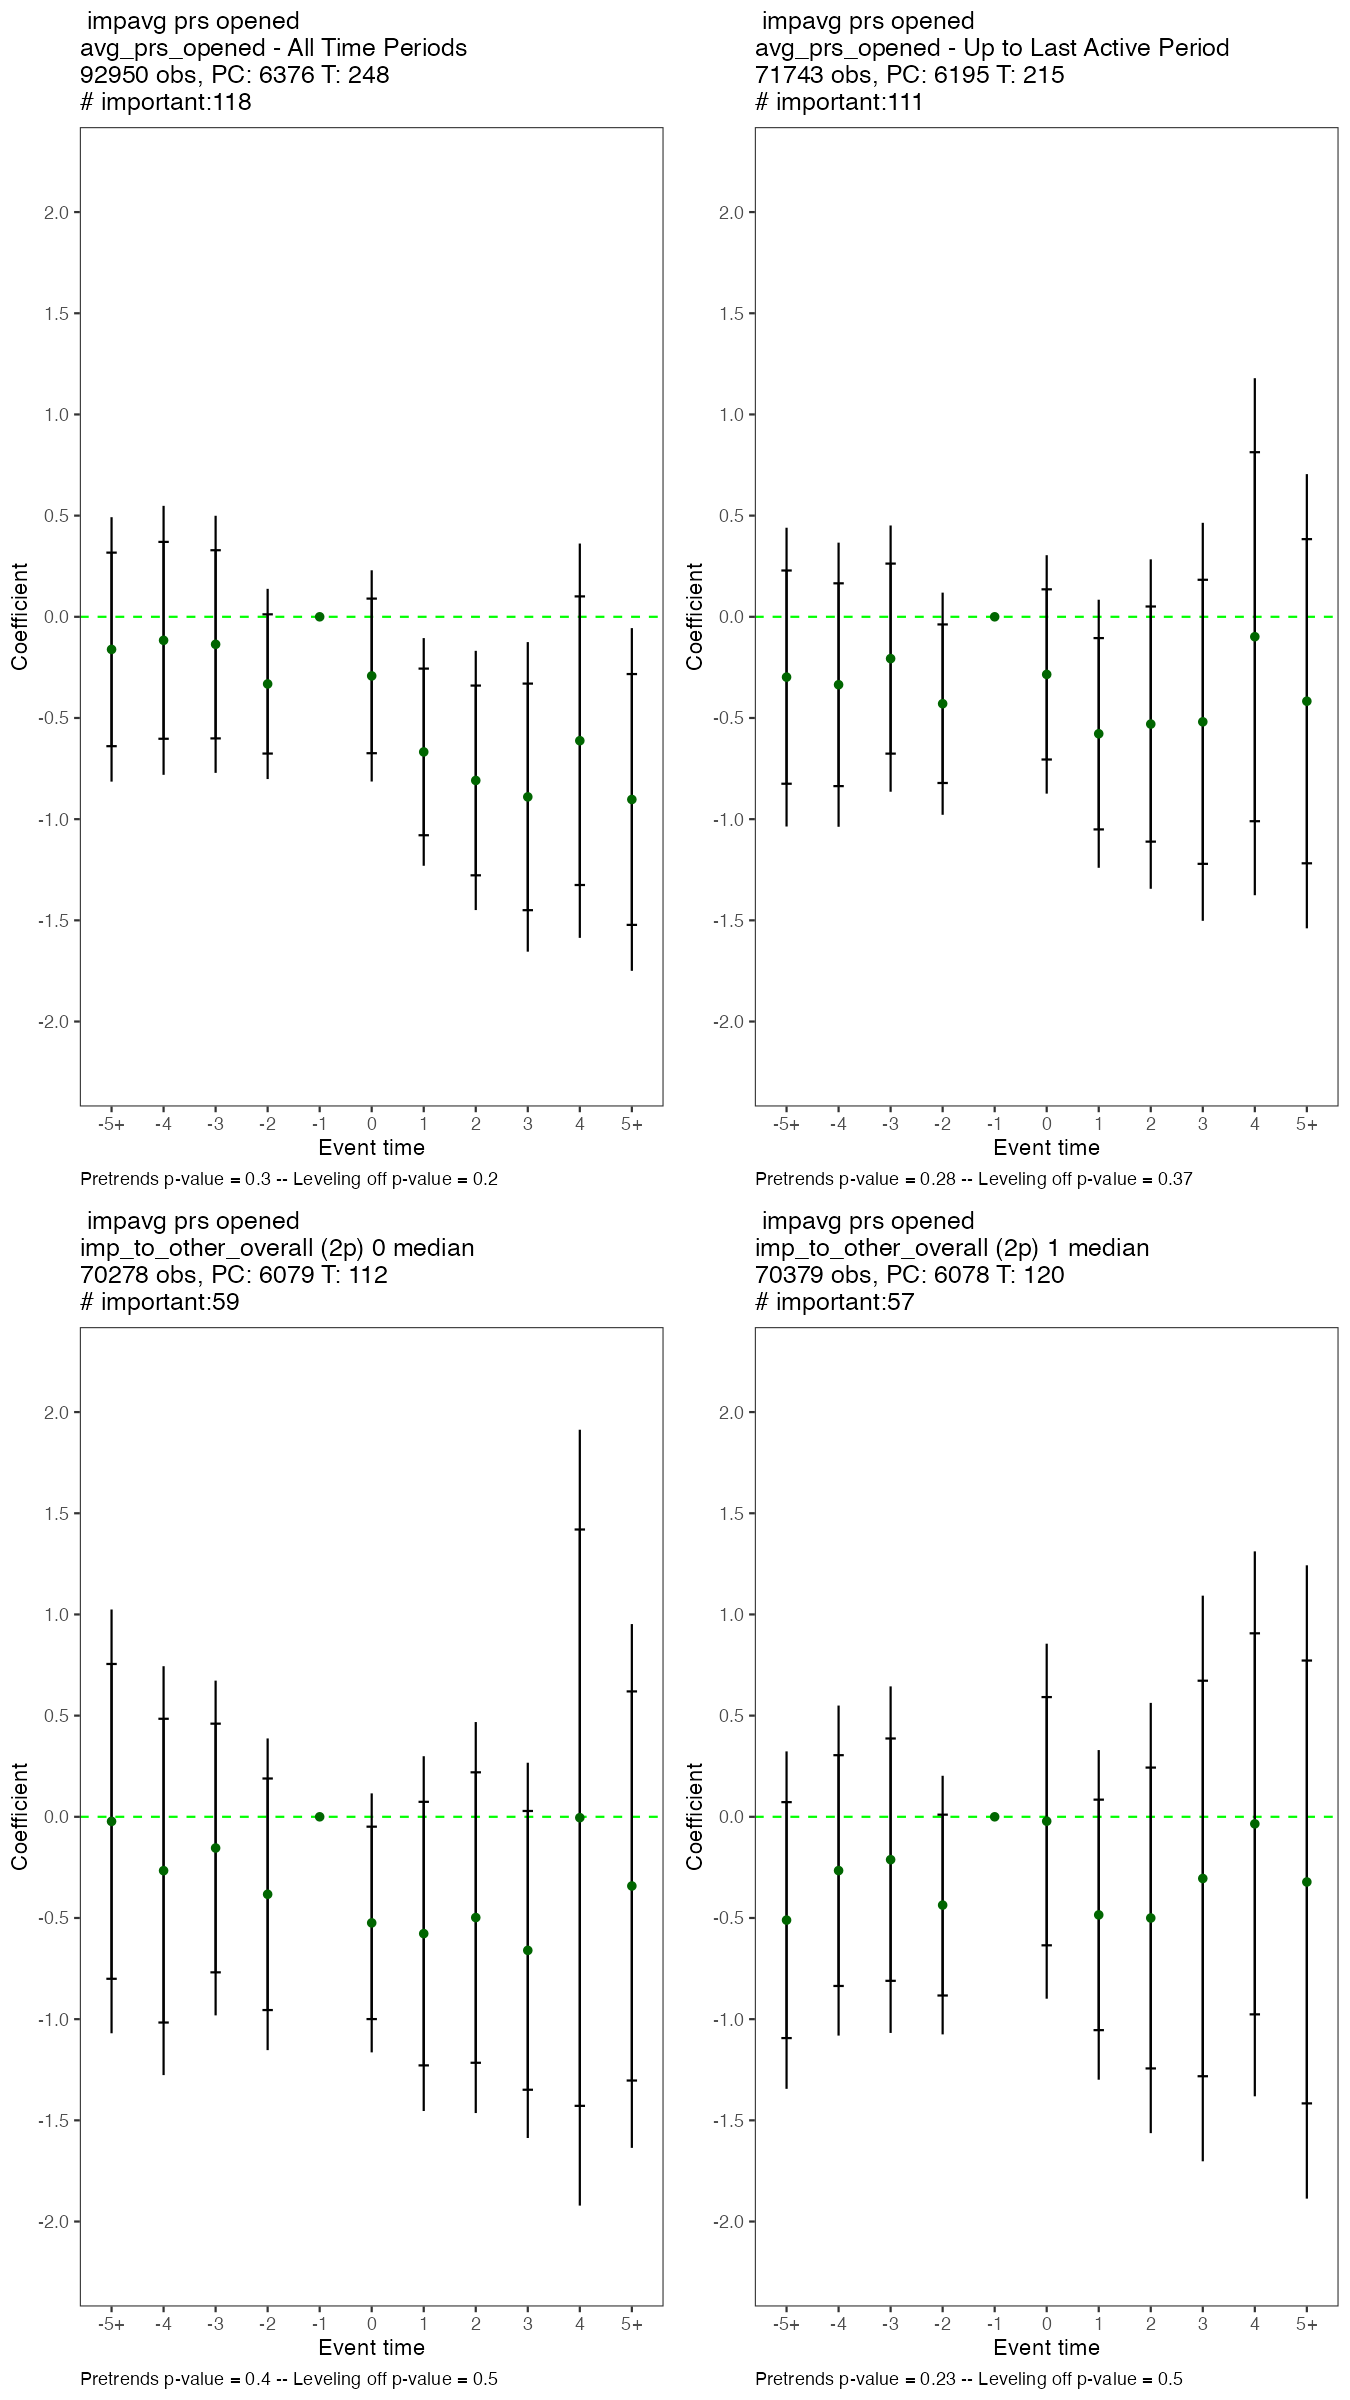 impavg prs opened
avg_prs_opened - All Time Periods
92950 obs, PC: 6376 T: 248
# important:118
2.0
1.5
1.0
0.5
0.0
-0.5
-1.0
-1.5
-2.0
Coefficient
-5+ -4 -3 -2 -1 0 1 2 3 4 5+
Event time
Pretrends p-value = 0.3 -- Leveling off p-value = 0.2
impavg prs opened
avg_prs_opened - Up to Last Active Period
71743 obs, PC: 6195 T: 215
# important:111
2.0
1.5
1.0
0.5
0.0
-0.5
-1.0
-1.5
-2.0
Coefficient
-5+ -4 -3 -2 -1 0 1 2 3 4 5+
Event time
Pretrends p-value = 0.28 -- Leveling off p-value = 0.37
impavg prs opened
imp_to_other_overall (2p) 0 median
70278 obs, PC: 6079 T: 112
# important:59
2.0
1.5
1.0
0.5
0.0
-0.5
-1.0
-1.5
-2.0
Coefficient
-5+ -4 -3 -2 -1 0 1 2 3 4 5+
Event time
Pretrends p-value = 0.4 -- Leveling off p-value = 0.5
impavg prs opened
imp_to_other_overall (2p) 1 median
70379 obs, PC: 6078 T: 120
# important:57
2.0
1.5
1.0
0.5
0.0
-0.5
-1.0
-1.5
-2.0
Coefficient
-5+ -4 -3 -2 -1 0 1 2 3 4 5+
Event time
Pretrends p-value = 0.23 -- Leveling off p-value = 0.5